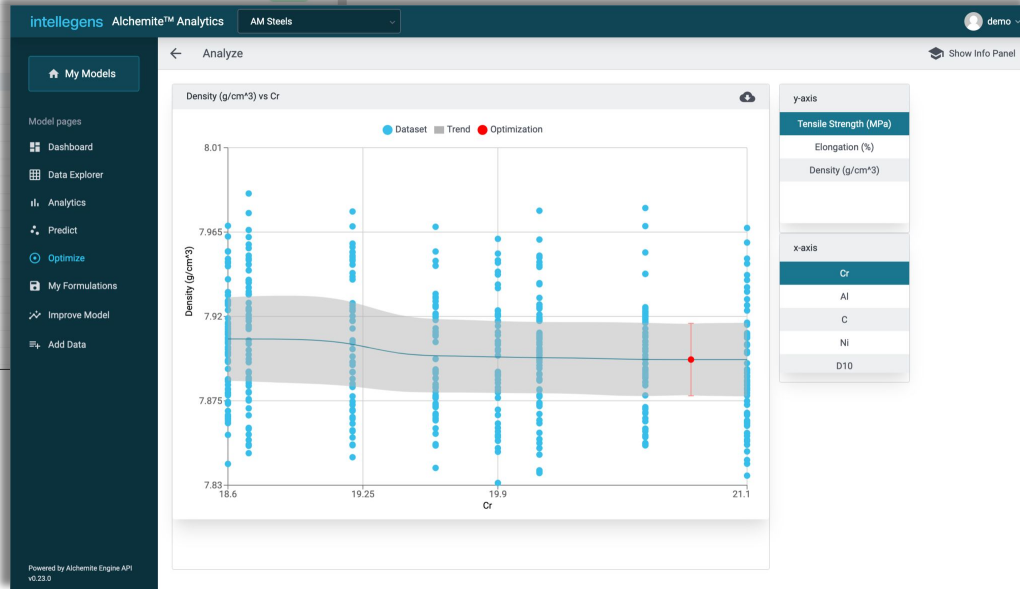 intellegens Alchemite™ Analytics
AM Steels
demo
My Models
Analyze
Show Info Panel
Model pages
Dashboard
Data Explorer
Analytics
Predict
Optimize
My Formulations
Improve Model
Add Data
Powered by Alchemite Engine API
v0.23.0
Density (g/cm^3) vs Cr
Dataset Trend Optimization
8.01
7.965
7.92
7.875
7.83
Density (g/cm^3)
18.6 19.25 19.9 21.1
Cr
y-axis
Tensile Strength (MPa)
Elongation (%)
Density (g/cm^3)
x-axis
Cr
Al
C
Ni
D10